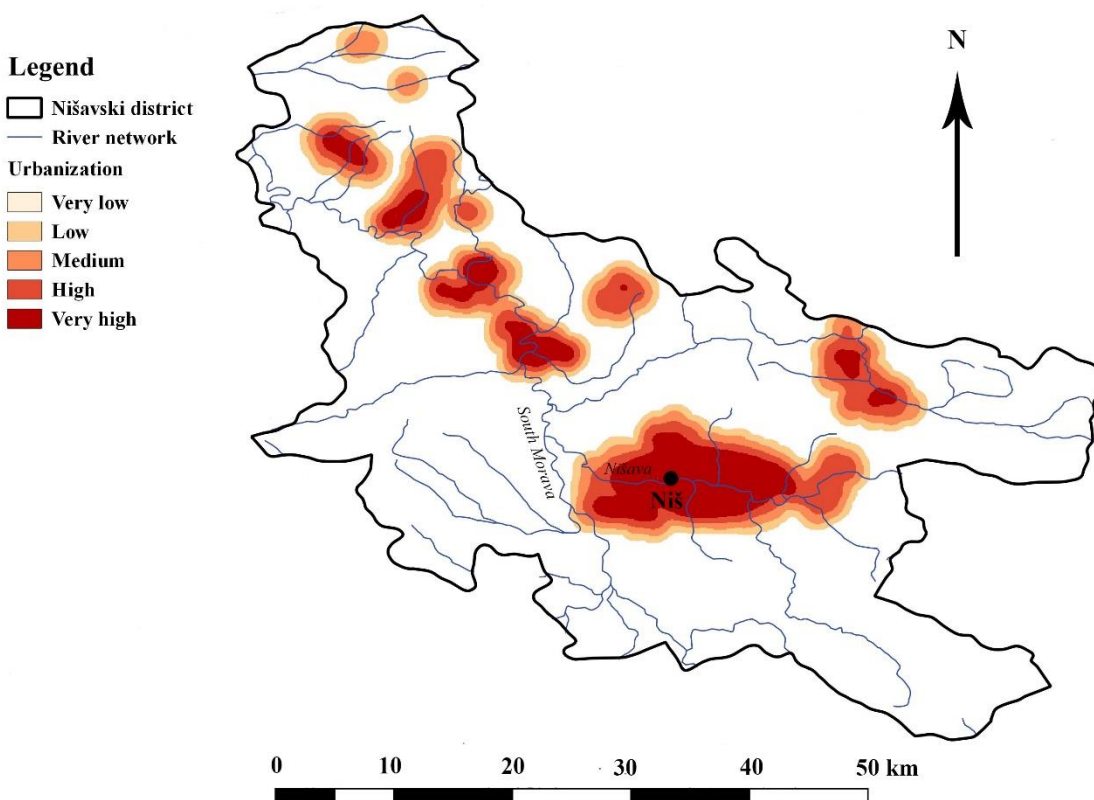 Legend
Nišavski district
River network
Urbanization
Very low
Low
Medium
High
Very high
N
South Morava
Nišava
Niš
0 10 20 30 40 50 km